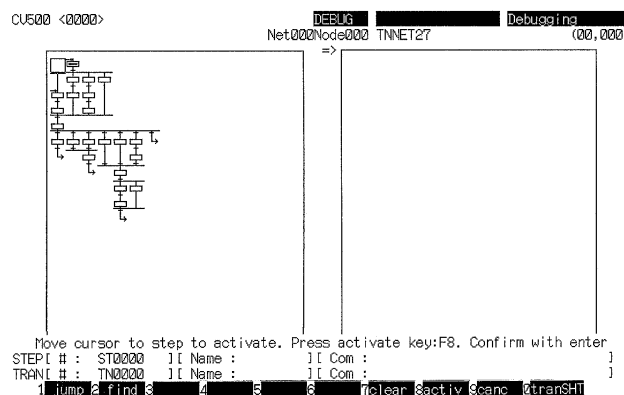 CV500 <0000> DEBUG Debugging
Net000Node000 TNNET27 (00,000
=>
Move cursor to step to activate. Press activate key:F8. Confirm with enter
STEP[ # : ST0000 ][ Name : ][ Com : ]
TRAN[ # : TN0000 ][ Name : ][ Com : ]
1 jump 2 find 3 4 5 6 7clear 8activ 9canc 0tranSHT